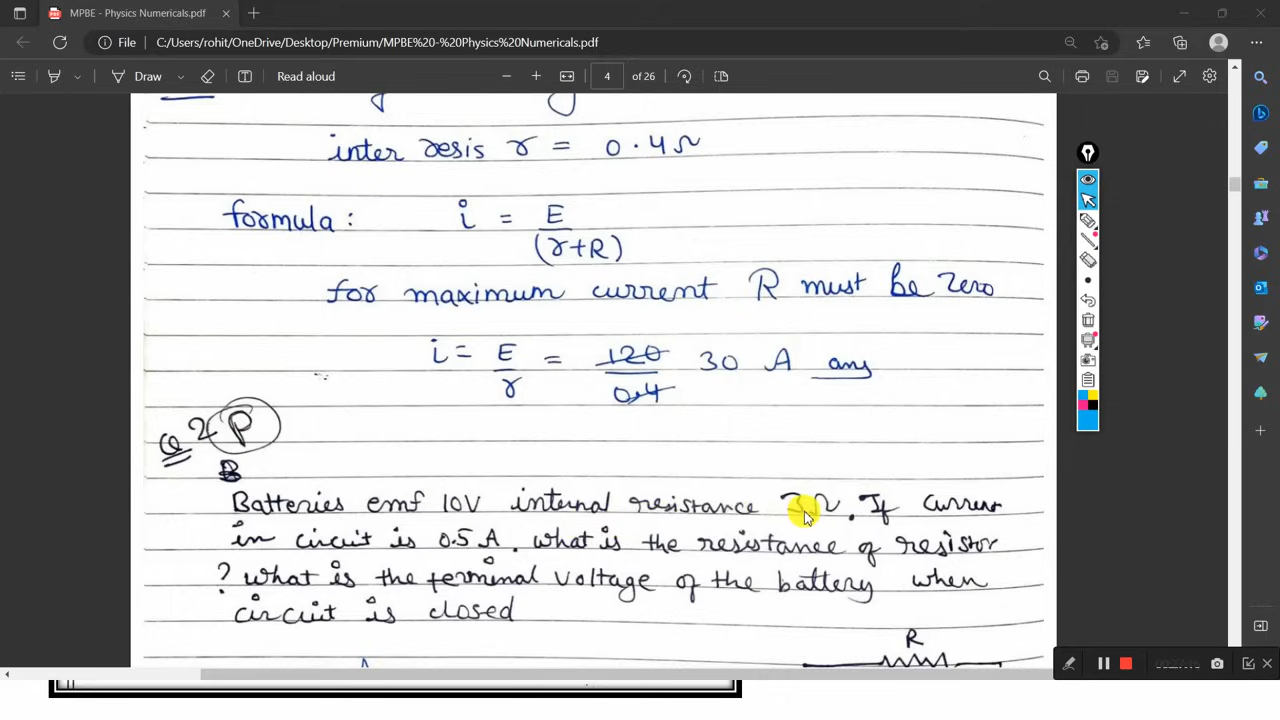 MPBE - Physics Numericals.pdf
File C:/Users/rohit/OneDrive/Desktop/Premium/MPBE%20-%20Physics%20Numericals.pdf
Draw Read aloud 4 of 26
inter resis r = 0.4Ω
formula: i = E/(r+R)
for maximum current R must be Zero
i = E/r = 120/0.4 30 A ans
Q 2 P
B
Batteries emf 10V internal resistance 3Ω. If current
in circuit is 0.5 A. what is the resistance of resistor
? what is the terminal voltage of the battery when
circuit is closed
R